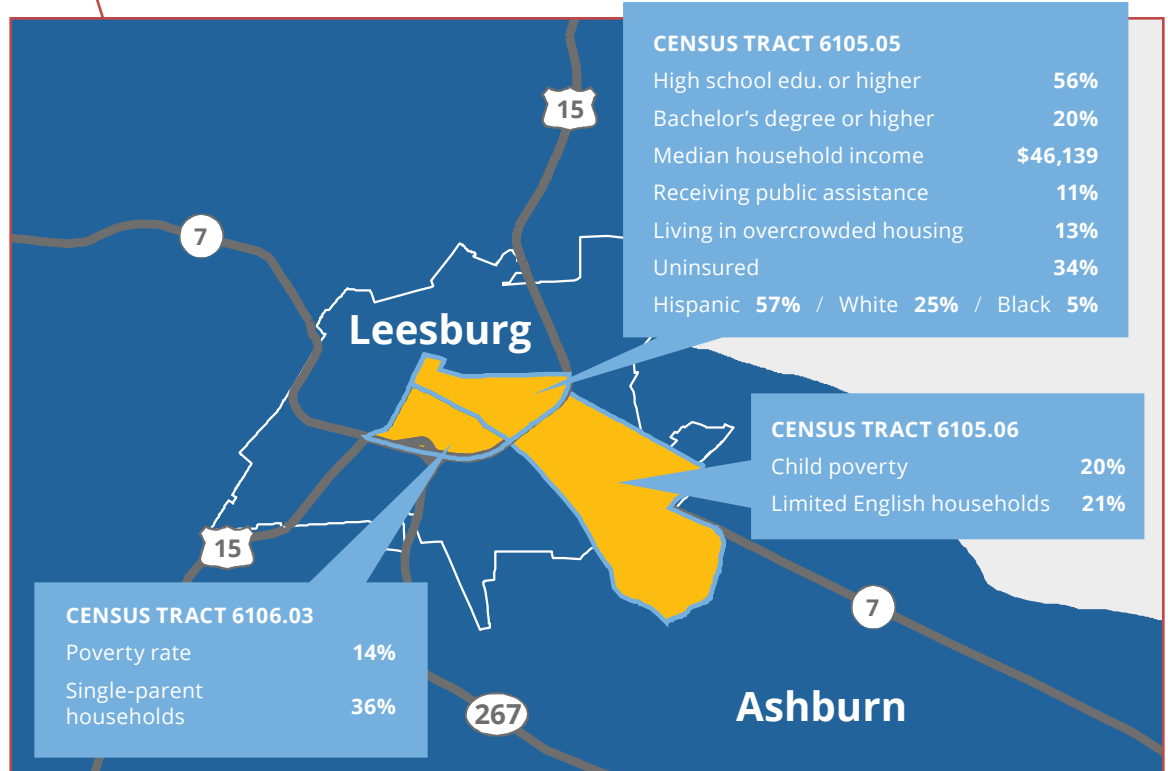 CENSUS TRACT 6105.05
High school edu. or higher 56%
Bachelor’s degree or higher 20%
Median household income $46,139
Receiving public assistance 11%
Living in overcrowded housing 13%
Uninsured 34%
Hispanic 57% / White 25% / Black 5%
15
7
Leesburg
CENSUS TRACT 6105.06
Child poverty 20%
Limited English households 21%
15
CENSUS TRACT 6106.03
Poverty rate 14%
Single-parent
households 36%
7
267
Ashburn